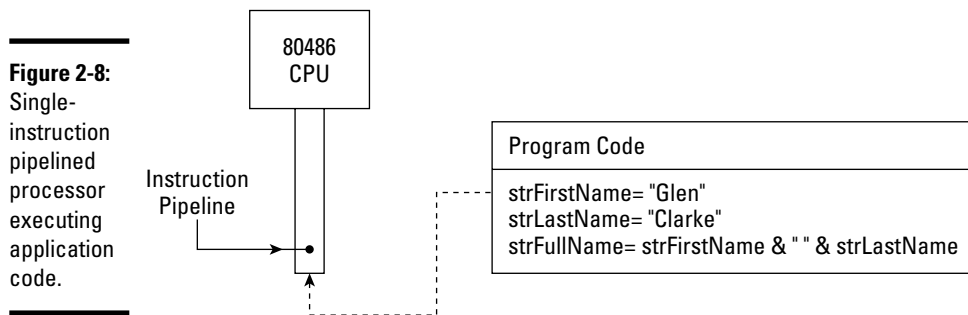 Figure 2-8:
Single-
instruction
pipelined
processor
executing
application
code.
80486
CPU
Instruction
Pipeline
Program Code
strFirstName= "Glen"
strLastName= "Clarke"
strFullName= strFirstName & " " & strLastName